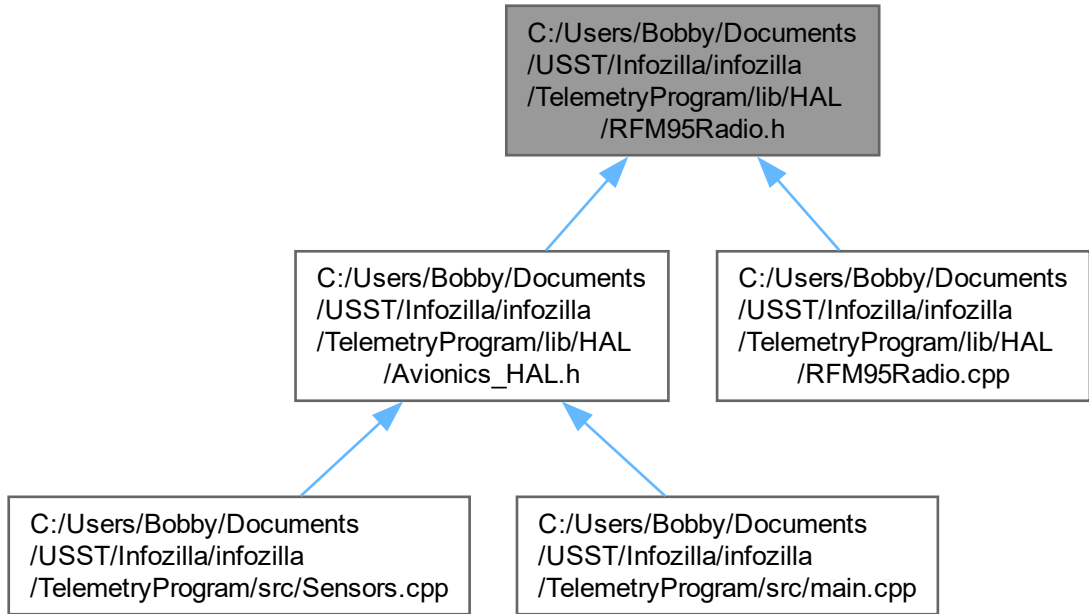 C:/Users/Bobby/Documents
/USST/Infozilla/infozilla
/TelemetryProgram/lib/HAL
/RFM95Radio.h
C:/Users/Bobby/Documents
/USST/Infozilla/infozilla
/TelemetryProgram/lib/HAL
/Avionics_HAL.h
C:/Users/Bobby/Documents
/USST/Infozilla/infozilla
/TelemetryProgram/lib/HAL
/RFM95Radio.cpp
C:/Users/Bobby/Documents
/USST/Infozilla/infozilla
/TelemetryProgram/src/Sensors.cpp
C:/Users/Bobby/Documents
/USST/Infozilla/infozilla
/TelemetryProgram/src/main.cpp